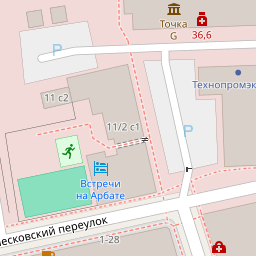 Точка
G
36,6
P
Технопромэк
11 с2
11/2 с1
P
Встречи
на Арбате
есковский переулок
1-28